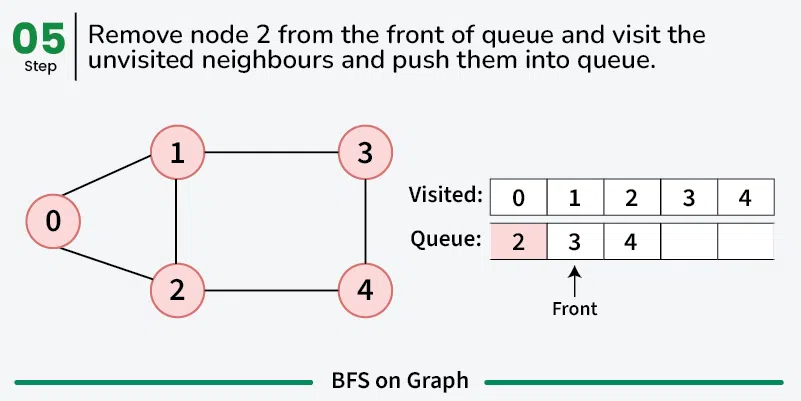 05
Step
Remove node 2 from the front of queue and visit the
unvisited neighbours and push them into queue.
1
3
0
2
4
Visited: 0 1 2 3 4
Queue: 2 3 4
Front
BFS on Graph